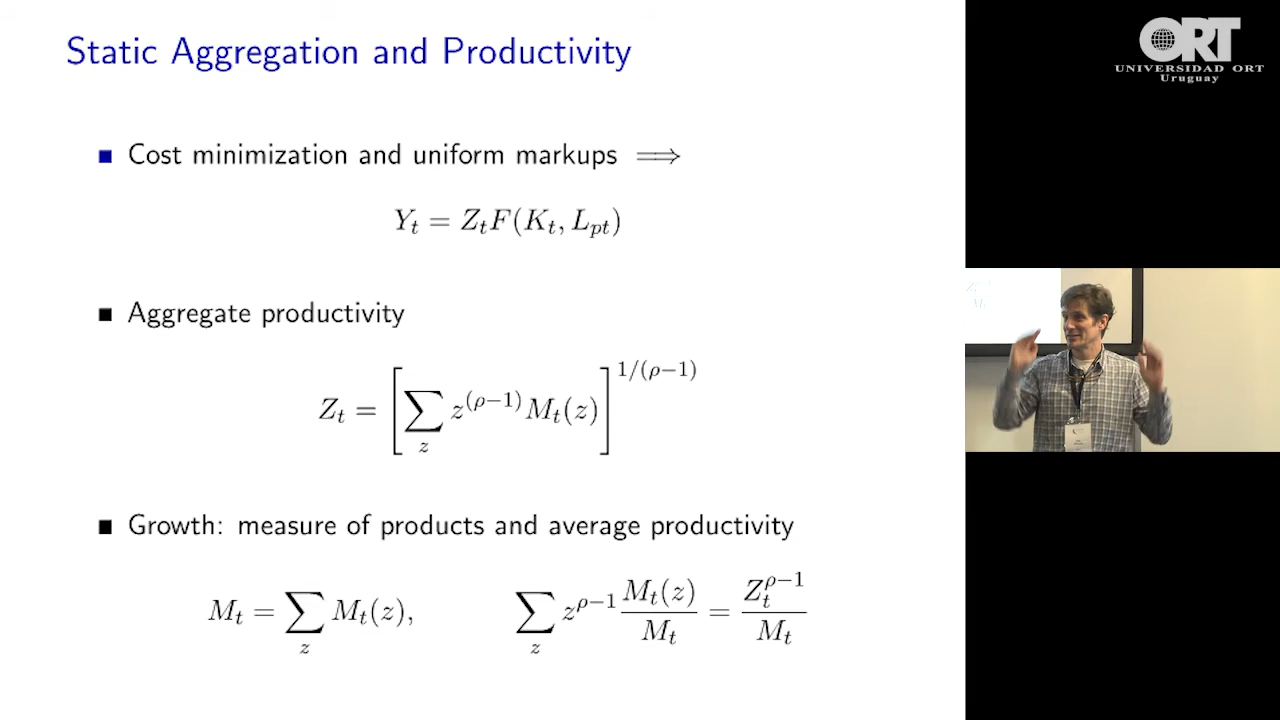 Static Aggregation and Productivity
Cost minimization and uniform markups ⟹
Y_t = Z_t F(K_t, L_{pt})
Aggregate productivity
Z_t = [∑_z z^{(ρ−1)} M_t(z)]^{1/(ρ−1)}
Growth: measure of products and average productivity
M_t = ∑_z M_t(z), ∑_z z^{ρ−1} M_t(z)/M_t = Z_t^{ρ−1}/M_t
ORT
UNIVERSIDAD ORT
Uruguay